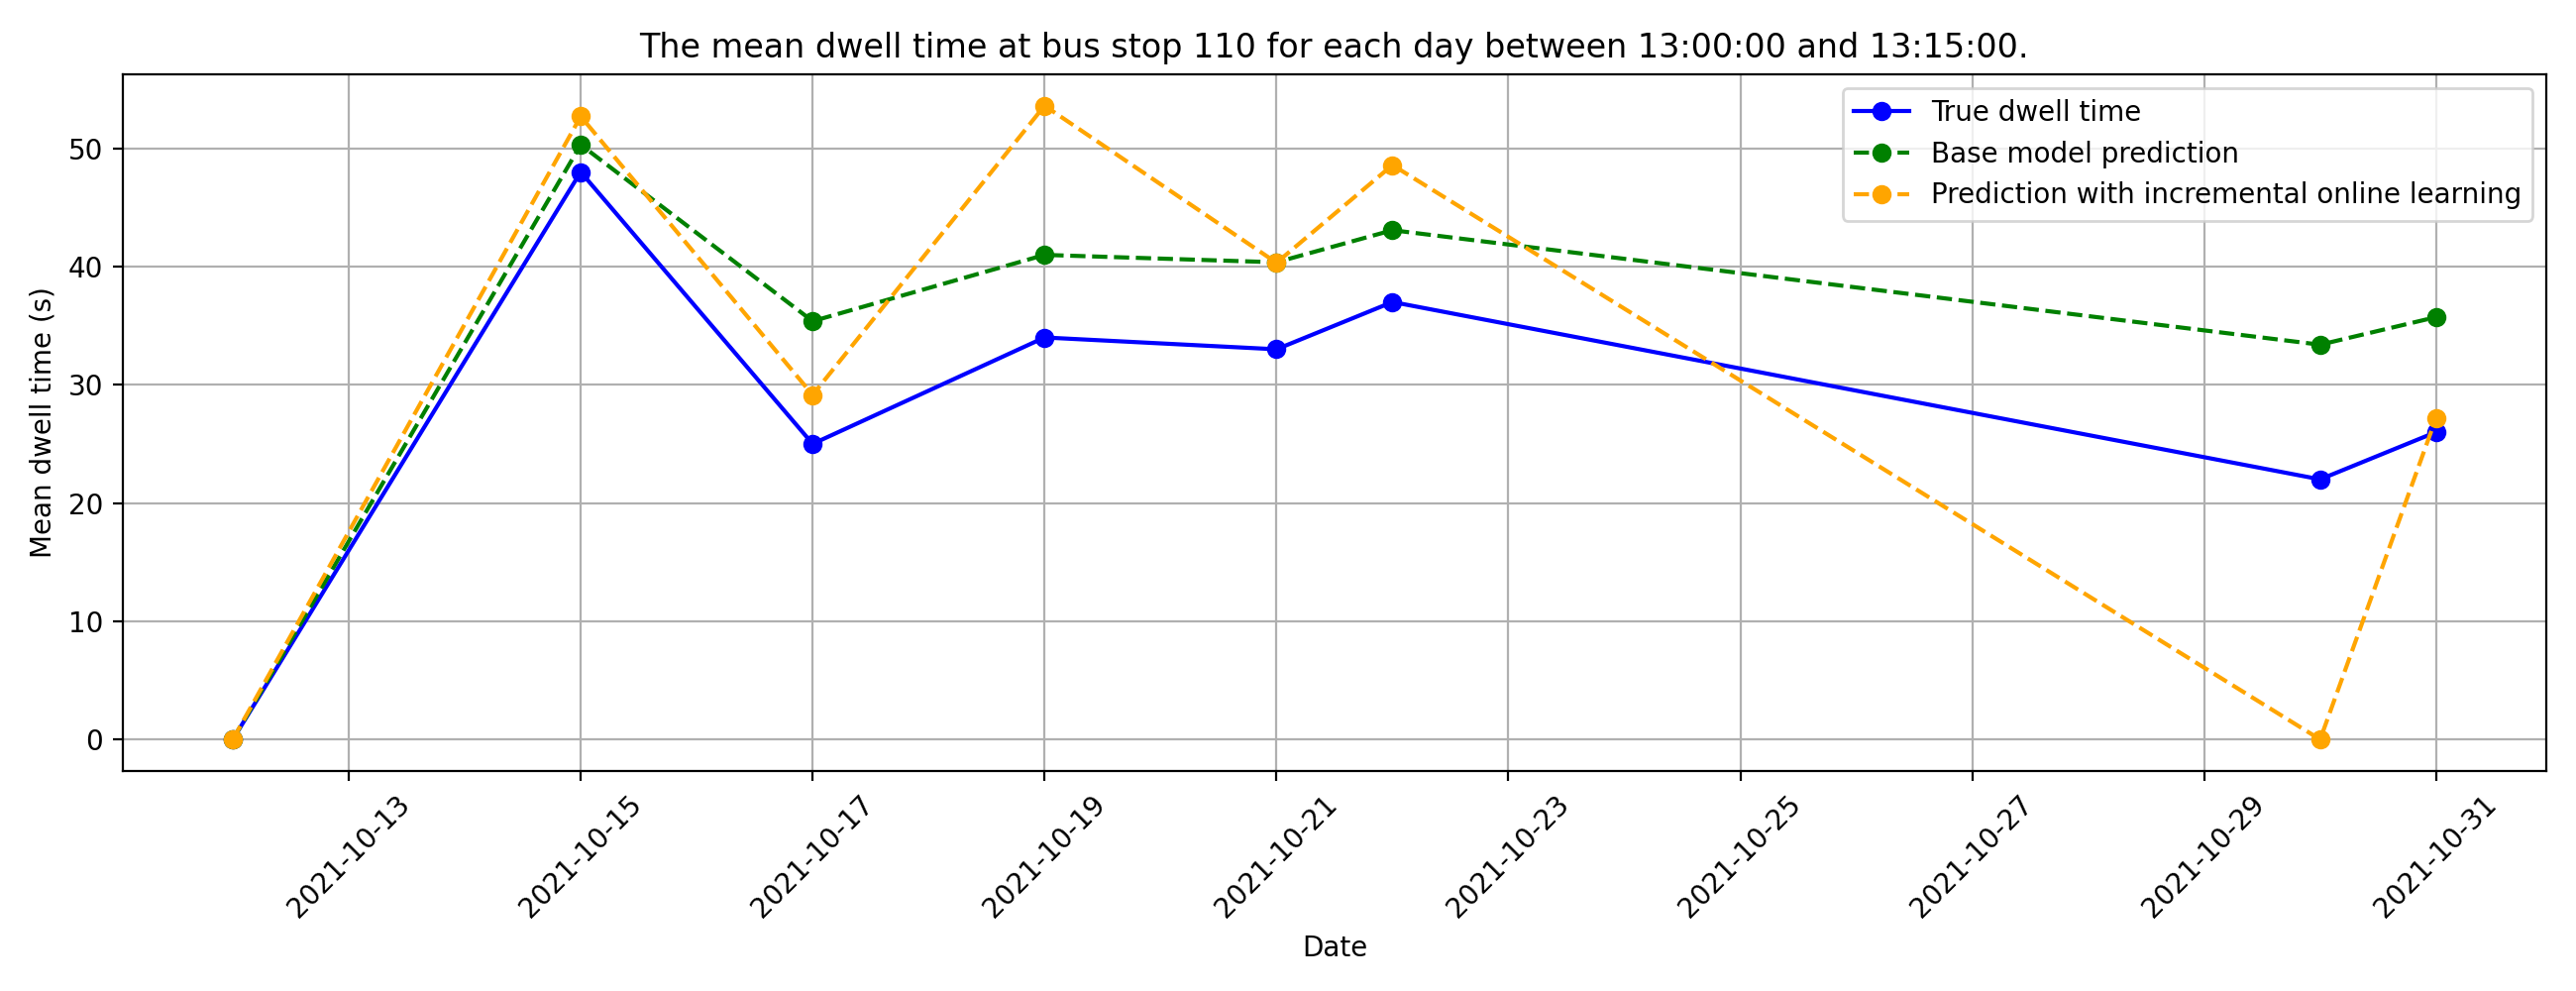 The mean dwell time at bus stop 110 for each day between 13:00:00 and 13:15:00.
True dwell time
Base model prediction
Prediction with incremental online learning
Mean dwell time (s)
50
40
30
20
10
0
2021-10-13
2021-10-15
2021-10-17
2021-10-19
2021-10-21
2021-10-23
2021-10-25
2021-10-27
2021-10-29
2021-10-31
Date